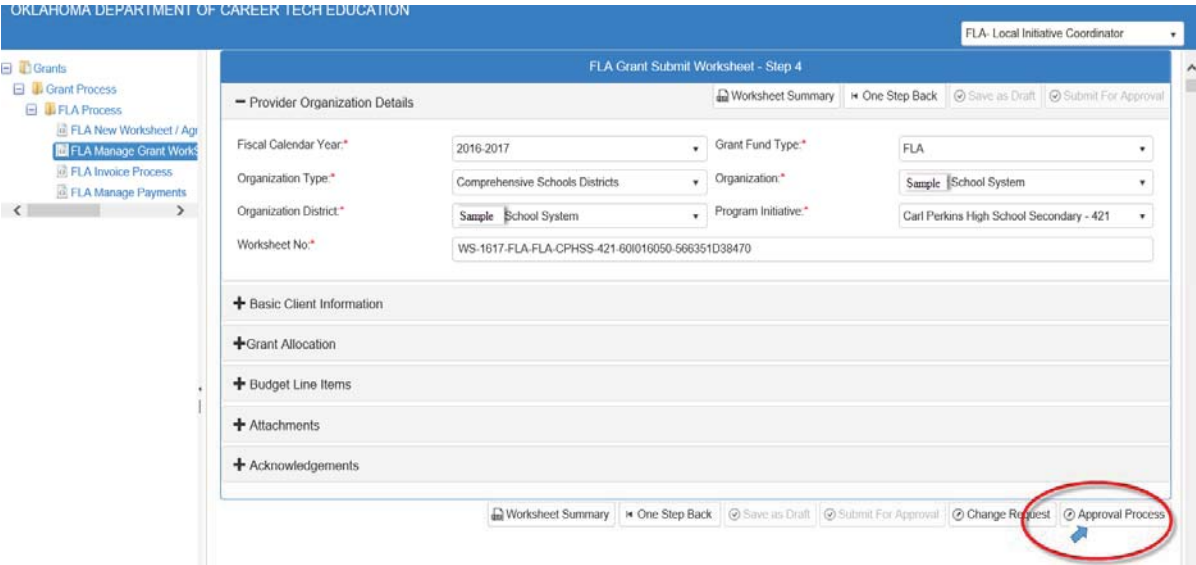 OKLAHOMA DEPARTMENT OF CAREER TECH EDUCATION
FLA- Local Initiative Coordinator
Grants
Grant Process
FLA Process
FLA New Worksheet / Agr
FLA Manage Grant WorkS
FLA Invoice Process
FLA Manage Payments
FLA Grant Submit Worksheet - Step 4
Provider Organization Details Worksheet Summary One Step Back Save as Draft Submit For Approval
Fiscal Calendar Year:* 2016-2017 Grant Fund Type:* FLA
Organization Type:* Comprehensive Schools Districts Organization:* Sample School System
Organization District:* Sample School System Program Initiative:* Carl Perkins High School Secondary - 421
Worksheet No:* WS-1617-FLA-FLA-CPHSS-421-60I016050-566351D38470
Basic Client Information
Grant Allocation
Budget Line Items
Attachments
Acknowledgements
Worksheet Summary One Step Back Save as Draft Submit For Approval Change Request Approval Process